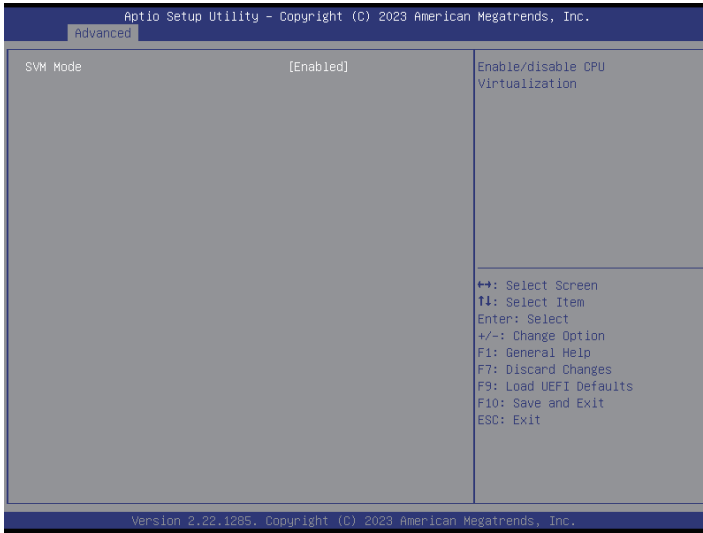 Aptio Setup Utility – Copyright (C) 2023 American Megatrends, Inc.
Advanced
SVM Mode [Enabled]
Enable/disable CPU
Virtualization
↔: Select Screen
↑↓: Select Item
Enter: Select
+/-: Change Option
F1: General Help
F7: Discard Changes
F9: Load UEFI Defaults
F10: Save and Exit
ESC: Exit
Version 2.22.1285. Copyright (C) 2023 American Megatrends, Inc.